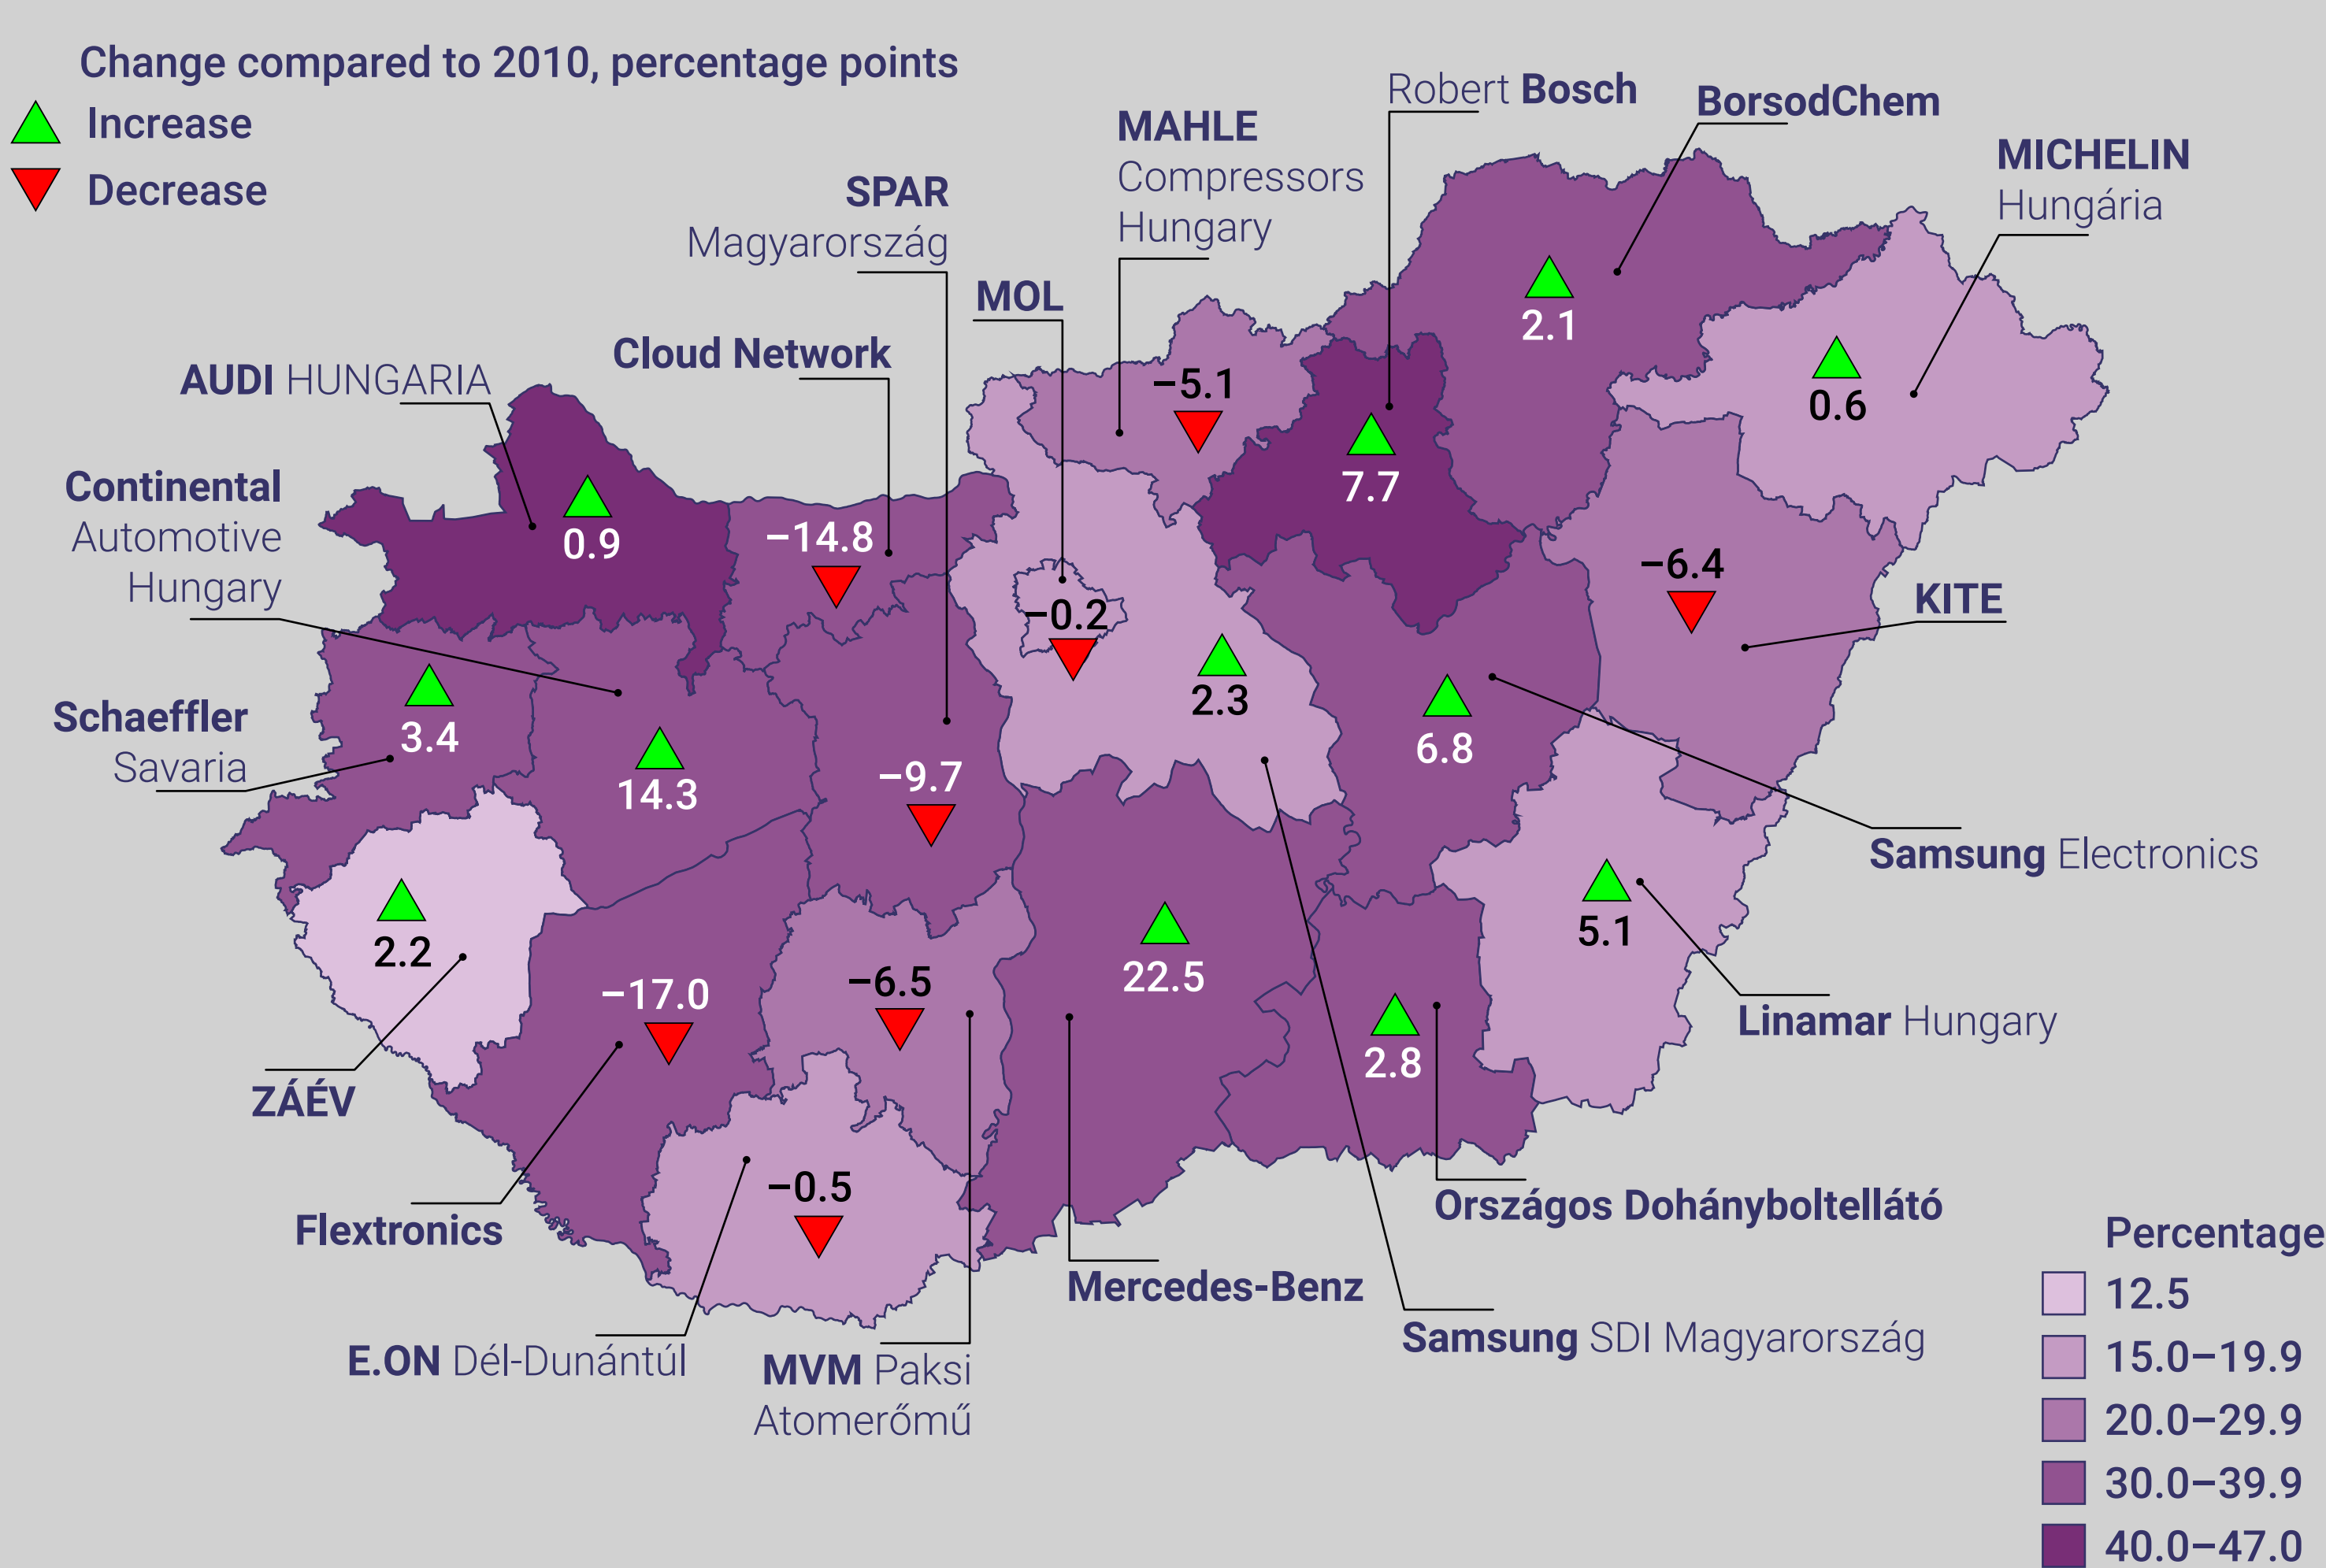 Change compared to 2010, percentage points
Increase
Decrease
Robert Bosch
BorsodChem
MAHLE
Compressors
Hungary
MICHELIN
Hungária
SPAR
Magyarország
MOL
Cloud Network
AUDI HUNGARIA
Continental
Automotive
Hungary
Schaeffler
Savaria
2.1
−5.1
0.6
7.7
0.9
−14.8
−6.4
KITE
−0.2
2.3
3.4
6.8
14.3
−9.7
Samsung Electronics
2.2
5.1
−17.0
−6.5
22.5
2.8
Linamar Hungary
ZÁÉV
−0.5
Flextronics
Országos Dohányboltellátó
Mercedes-Benz
Samsung SDI Magyarország
E.ON Dél-Dunántúl
MVM Paksi
Atomerőmű
Percentage
12.5
15.0−19.9
20.0−29.9
30.0−39.9
40.0−47.0